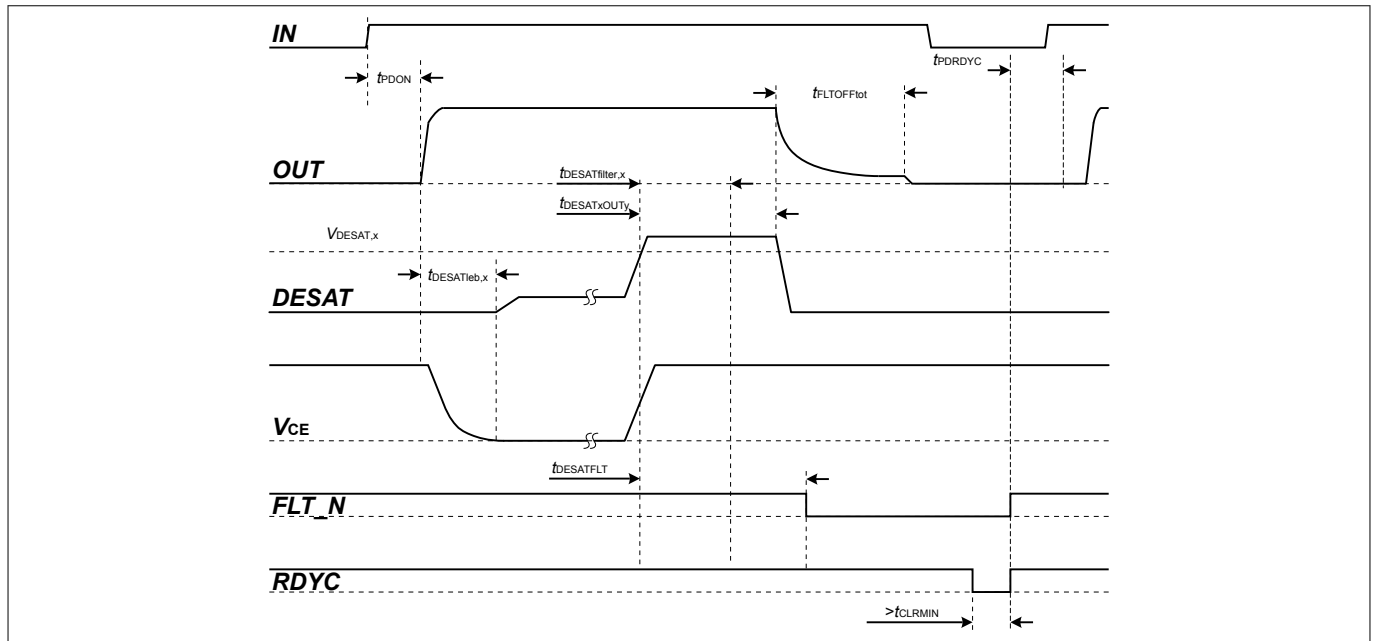 IN
tPDRDYC
tPDON
tFLTOFFtot
OUT
tDESATfilter,x
tDESATxOUTy
VDESAT,x
tDESATleb,x
DESAT
VCE
tDESATFLT
FLT_N
RDYC
>tCLRMIN